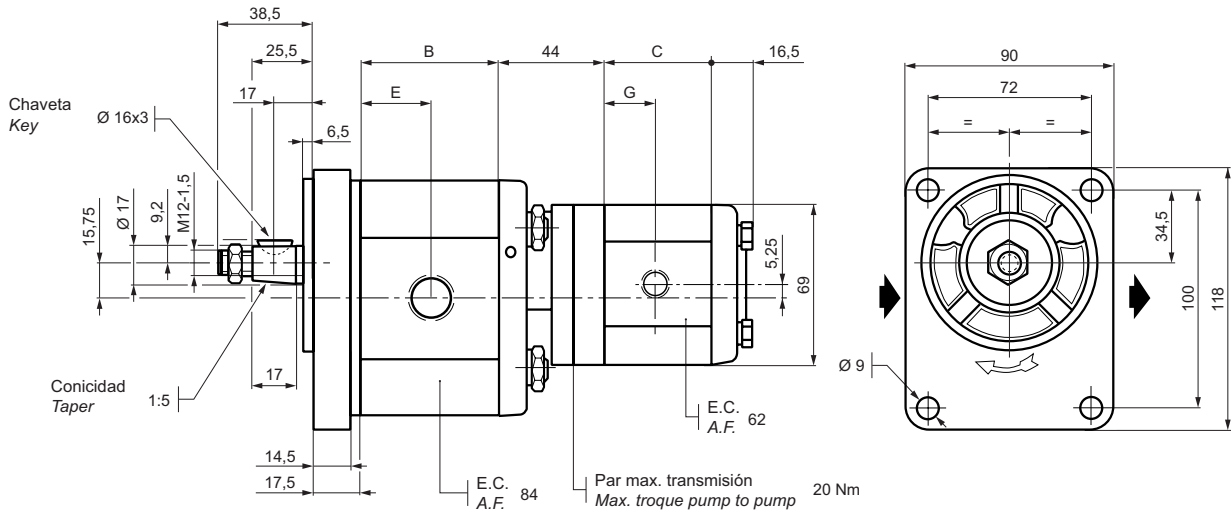 38,5
25,5
B
44
C
16,5
17
E
G
Chaveta
Key
Ø 16x3
6,5
15,75
Ø 17
9,2
M12-1,5
5,25
69
17
Conicidad
Taper
1:5
14,5
17,5
E.C.
A.F.
84
E.C.
A.F.
62
Par max. transmisión
Max. troque pump to pump
20 Nm
90
72
=
=
34,5
100
118
Ø 9